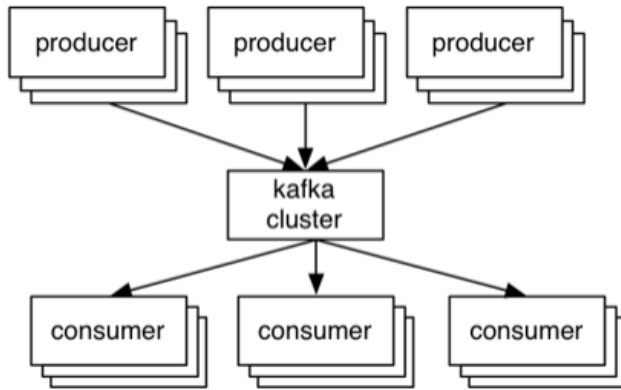 producer
producer
producer
kafka
cluster
consumer
consumer
consumer